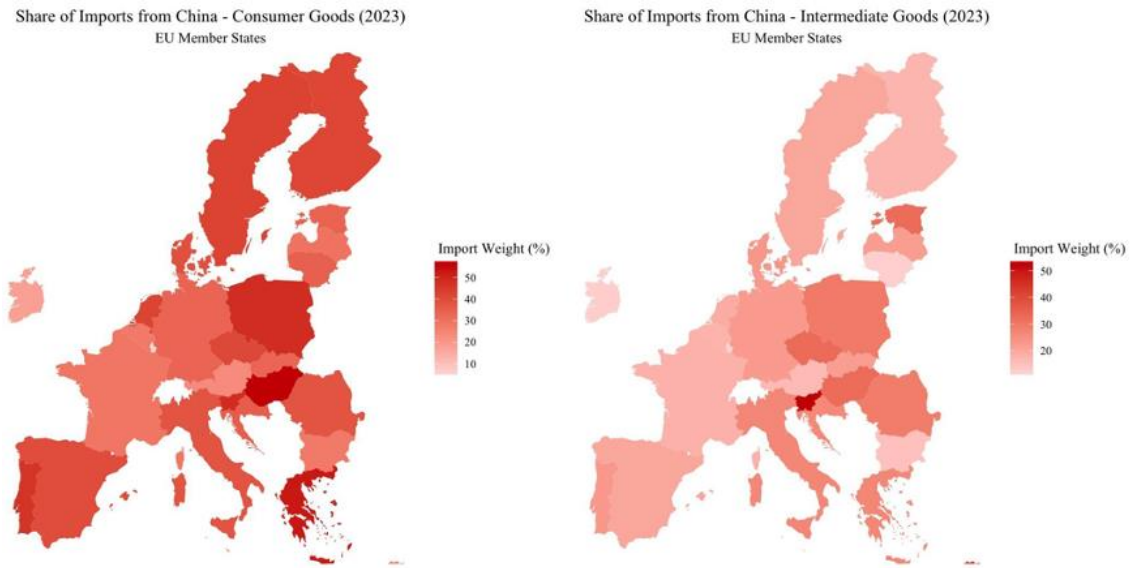 Share of Imports from China - Consumer Goods (2023)
EU Member States
Import Weight (%)
50
40
30
20
10
Share of Imports from China - Intermediate Goods (2023)
EU Member States
Import Weight (%)
50
40
30
20